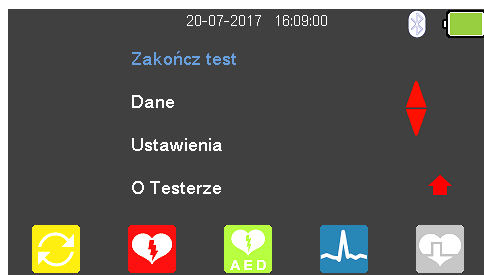 20-07-2017 16:09:00
Zakończ test
Dane
Ustawienia
O Testerze
AED